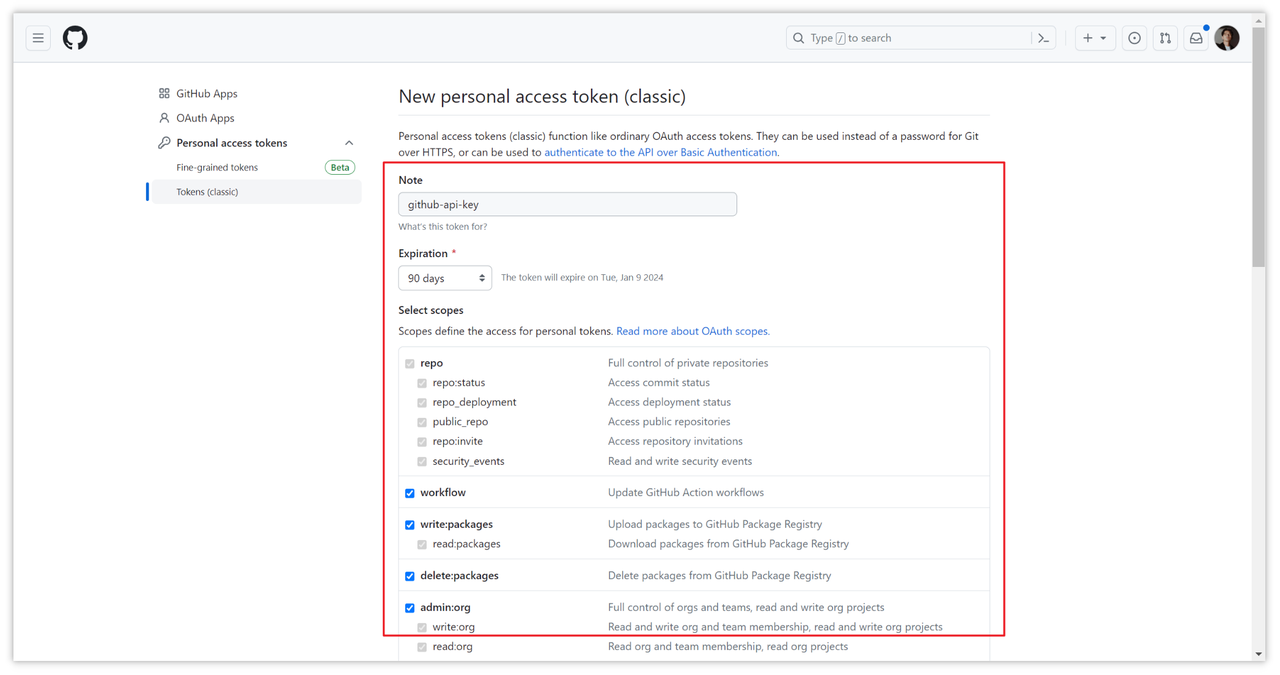 Type / to search
GitHub Apps
OAuth Apps
Personal access tokens
Fine-grained tokens Beta
Tokens (classic)
New personal access token (classic)
Personal access tokens (classic) function like ordinary OAuth access tokens. They can be used instead of a password for Git
over HTTPS, or can be used to authenticate to the API over Basic Authentication.
Note
github-api-key
What's this token for?
Expiration *
90 days The token will expire on Tue, Jan 9 2024
Select scopes
Scopes define the access for personal tokens. Read more about OAuth scopes.
repo Full control of private repositories
repo:status Access commit status
repo_deployment Access deployment status
public_repo Access public repositories
repo:invite Access repository invitations
security_events Read and write security events
workflow Update GitHub Action workflows
write:packages Upload packages to GitHub Package Registry
read:packages Download packages from GitHub Package Registry
delete:packages Delete packages from GitHub Package Registry
admin:org Full control of orgs and teams, read and write org projects
write:org Read and write org and team membership, read and write org projects
read:org Read org and team membership, read org projects